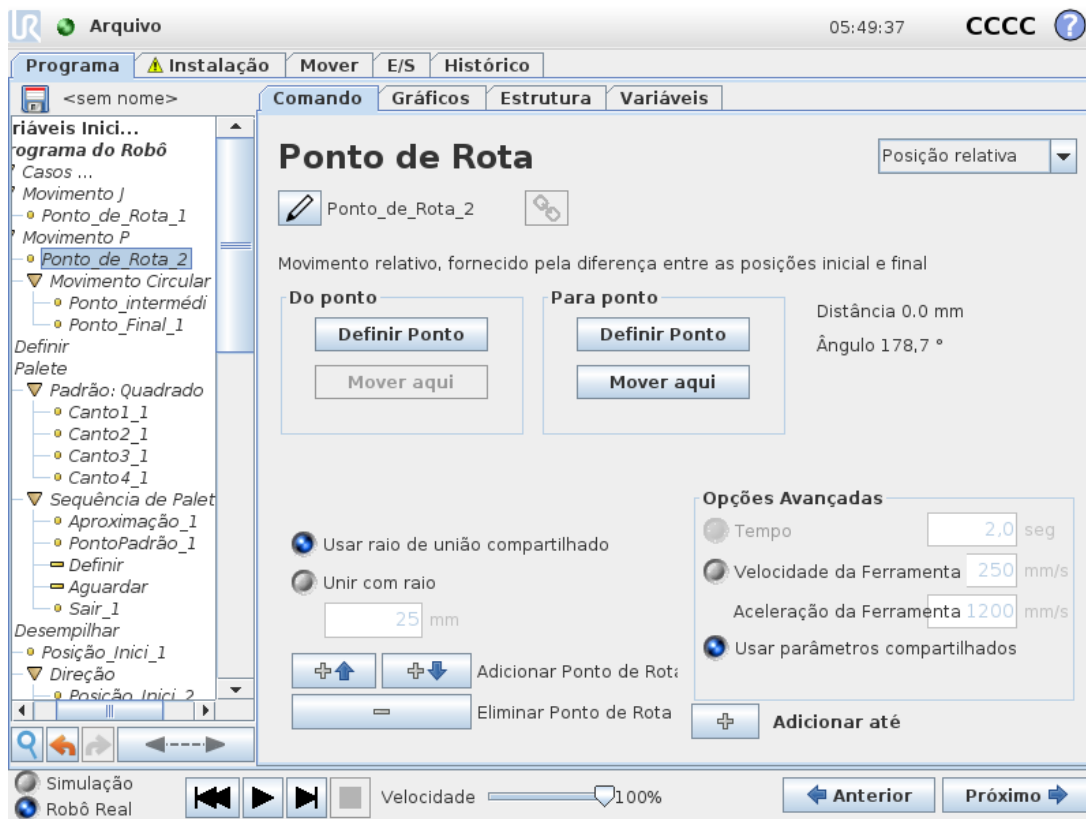 UR Arquivo 05:49:37 CCCC ?
Programa Instalação Mover E/S Histórico
<sem nome>
Comando Gráficos Estrutura Variáveis
riáveis Inici...
rograma do Robô
Casos ...
Movimento J
Ponto_de_Rota_1
Movimento P
Ponto_de_Rota_2
Movimento Circular
Ponto_intermédi
Ponto_Final_1
Definir
Palete
Padrão: Quadrado
Canto1_1
Canto2_1
Canto3_1
Canto4_1
Sequência de Palet
Aproximação_1
PontoPadrão_1
Definir
Aguardar
Sair_1
Desempilhar
Posição_Inici_1
Direção
Posição_Inici_2
Ponto de Rota
Posição relativa
Ponto_de_Rota_2
Movimento relativo, fornecido pela diferença entre as posições inicial e final
Do ponto
Definir Ponto
Mover aqui
Para ponto
Definir Ponto
Mover aqui
Distância 0.0 mm
Ângulo 178,7 °
Usar raio de união compartilhado
Unir com raio
25 mm
Adicionar Ponto de Rota
Eliminar Ponto de Rota
Opções Avançadas
Tempo 2,0 seg
Velocidade da Ferramenta 250 mm/s
Aceleração da Ferramenta 1200 mm/s
Usar parâmetros compartilhados
Adicionar até
Simulação
Robô Real
Velocidade 100%
Anterior Próximo